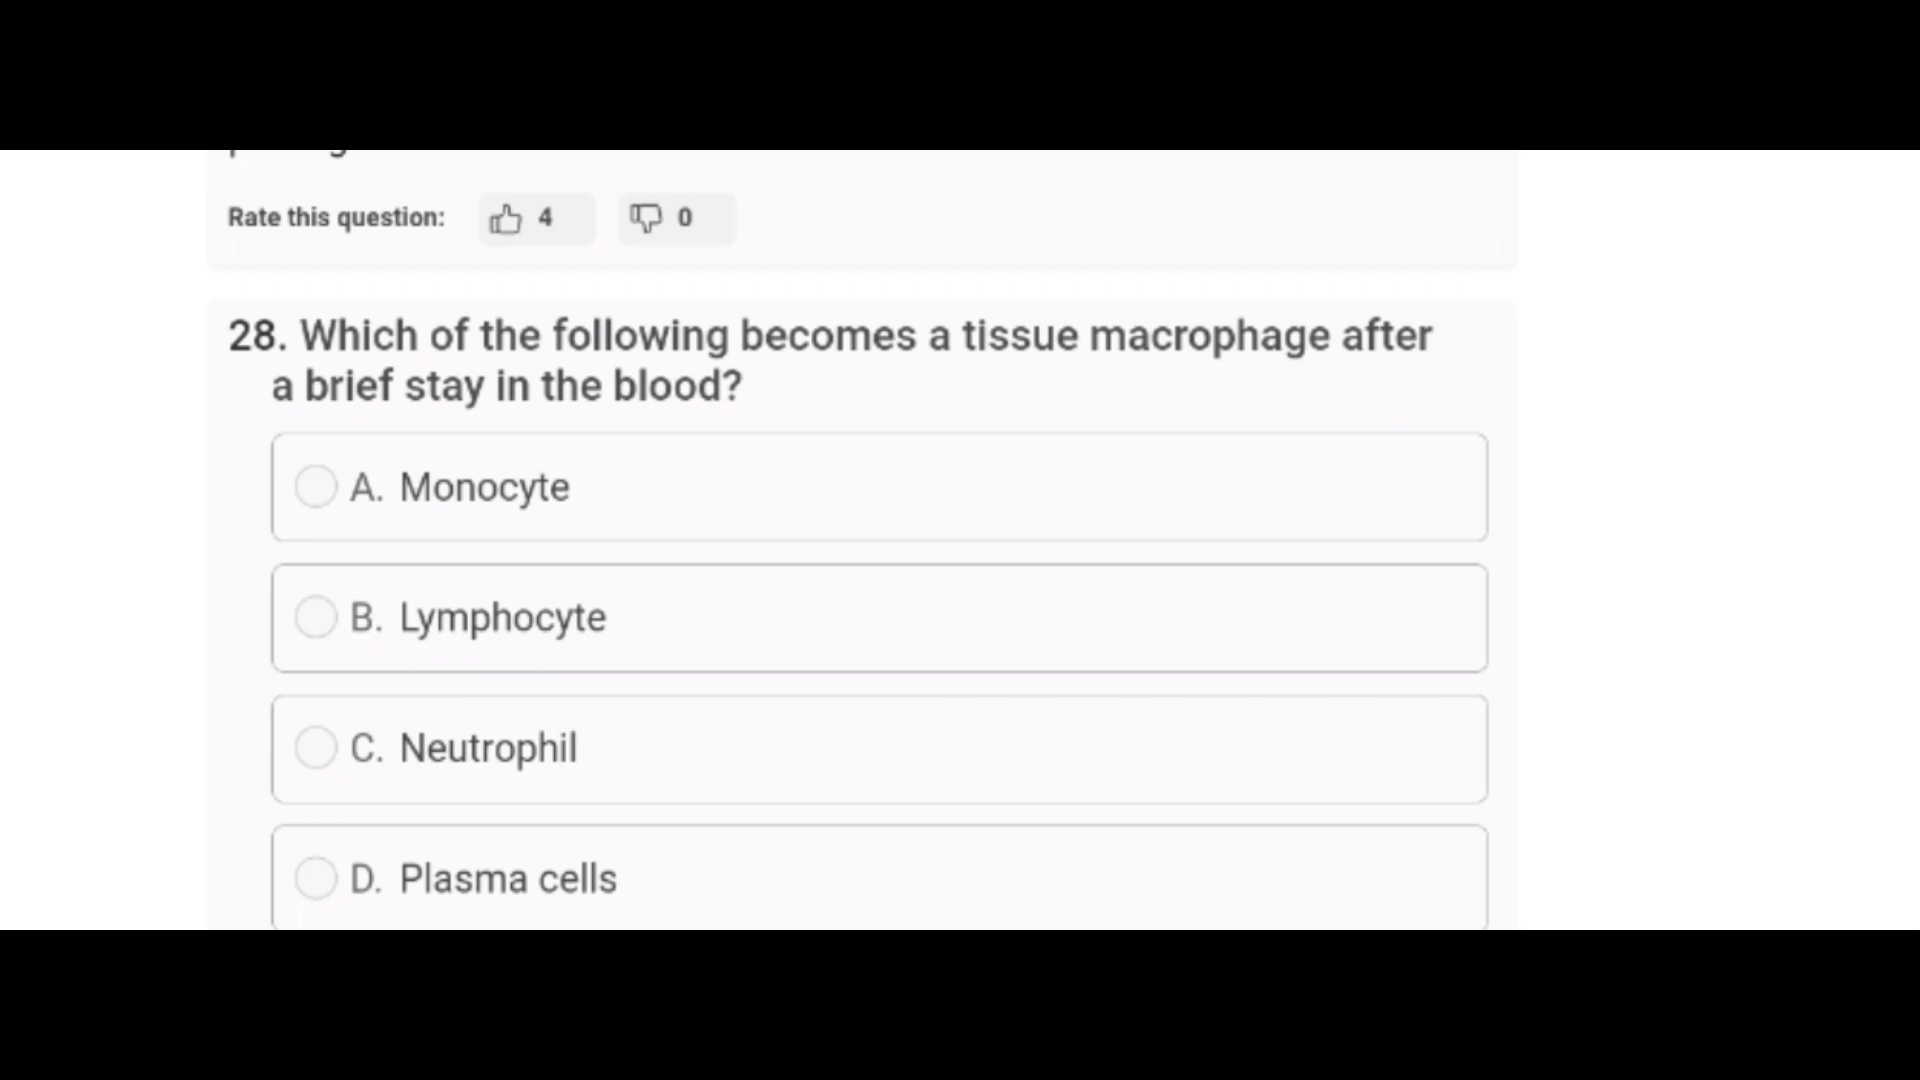 Rate this question: 4 0
28. Which of the following becomes a tissue macrophage after
a brief stay in the blood?
A. Monocyte
B. Lymphocyte
C. Neutrophil
D. Plasma cells